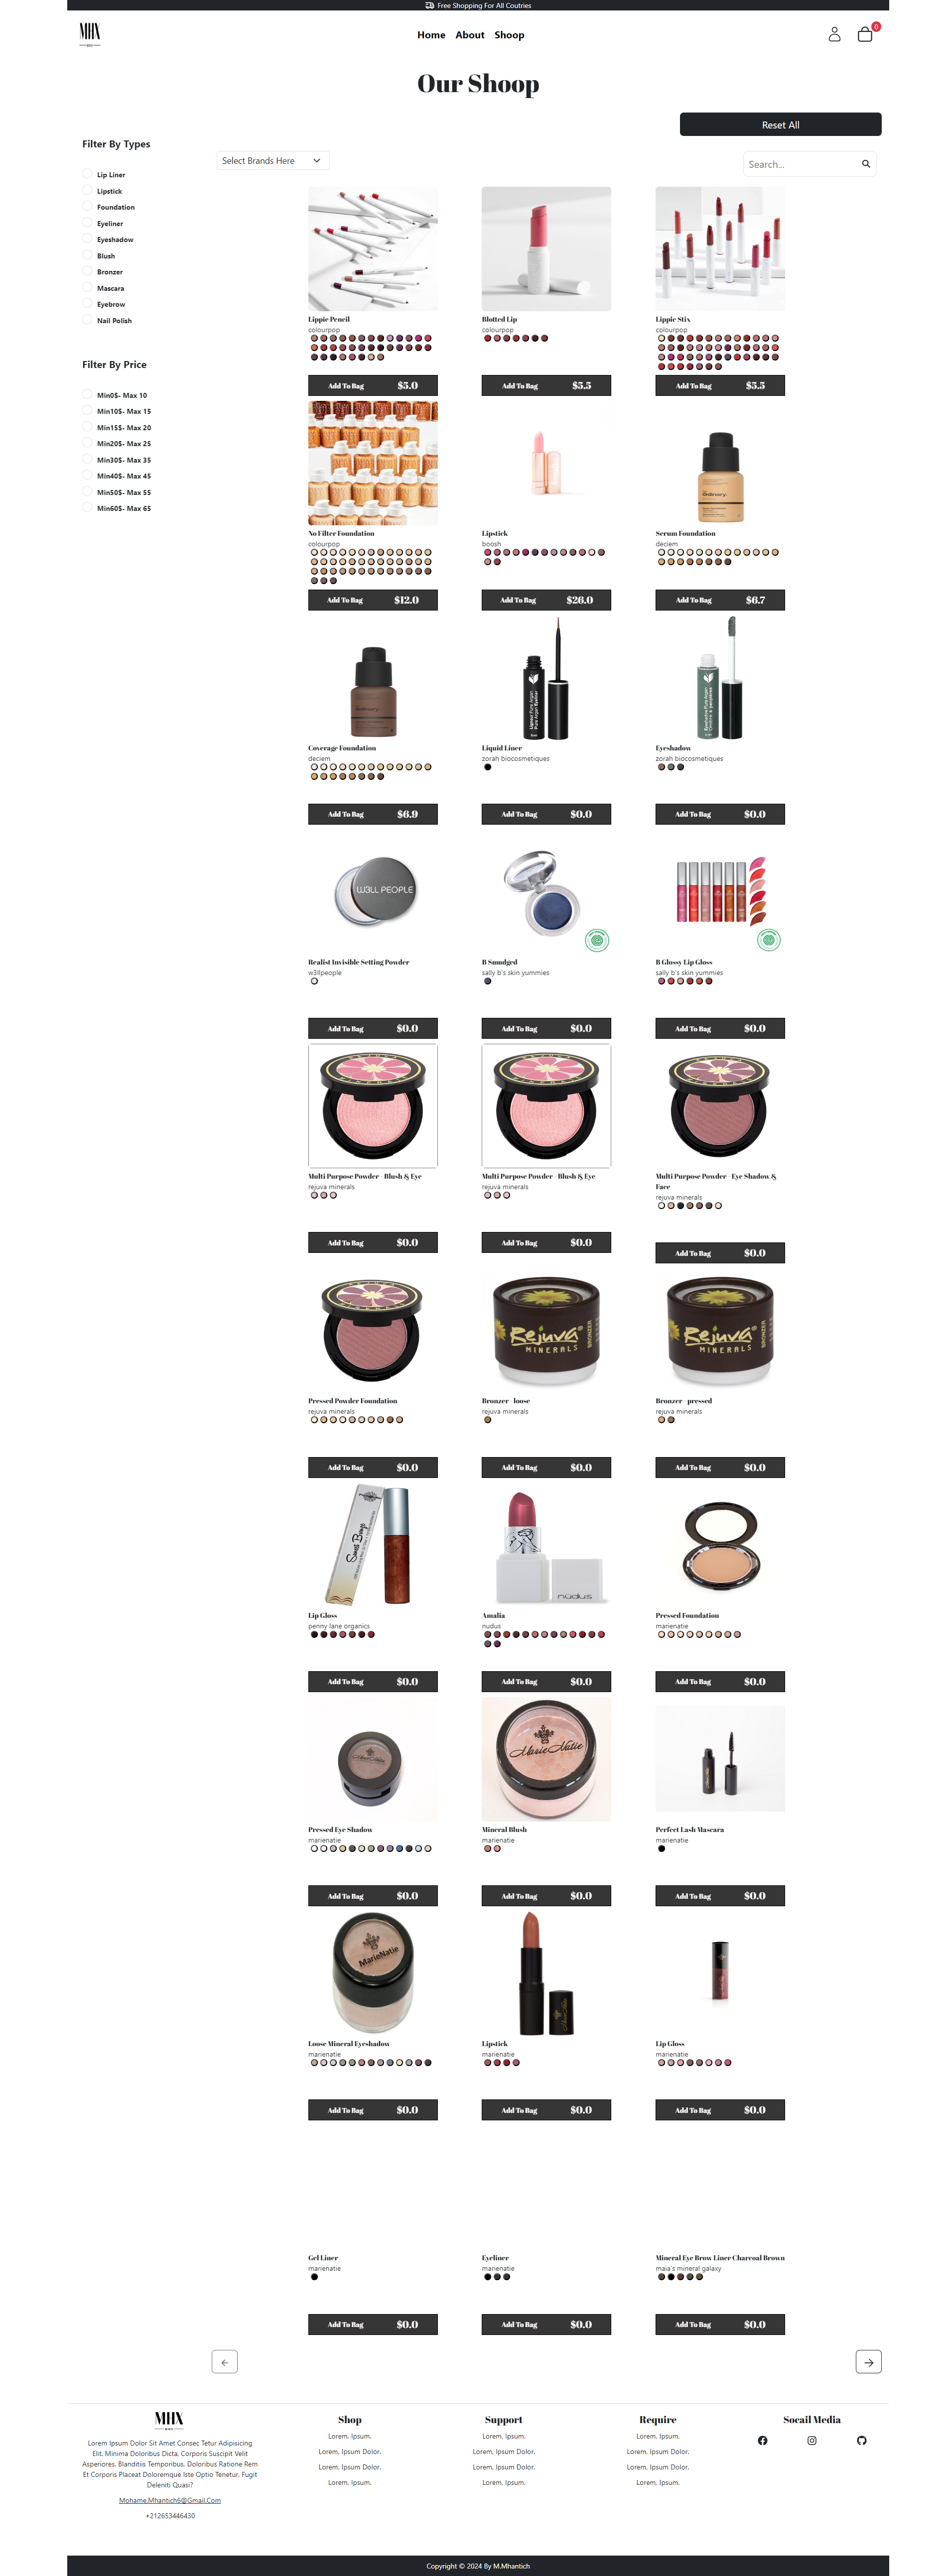 Free Shopping For All Coutries
MHX
Home About Shoop
0
Our Shoop
Reset All
Filter By Types
Select Brands Here
Search...
Lip Liner
Lipstick
Foundation
Eyeliner
Eyeshadow
Blush
Bronzer
Mascara
Eyebrow
Nail Polish
Filter By Price
Min0$- Max 10
Min10$- Max 15
Min15$- Max 20
Min20$- Max 25
Min30$- Max 35
Min40$- Max 45
Min50$- Max 55
Min60$- Max 65
Lippie Pencil
colourpop
Add To Bag $5.0
Blotted Lip
colourpop
Add To Bag $5.5
Lippie Stix
colourpop
Add To Bag $5.5
No Filter Foundation
colourpop
Add To Bag $12.0
Lipstick
boosh
Add To Bag $26.0
Ordinary.
Serum Foundation
deciem
Add To Bag $6.7
Ordinary.
Coverage Foundation
deciem
Add To Bag $6.9
Liquid Liner
zorah biocosmetiques
Add To Bag $0.0
Eyeshadow
zorah biocosmetiques
Add To Bag $0.0
W3LL PEOPLE
Realist Invisible Setting Powder
w3llpeople
Add To Bag $0.0
B Smudged
sally b's skin yummies
Add To Bag $0.0
B Glossy Lip Gloss
sally b's skin yummies
Add To Bag $0.0
Multi Purpose Powder - Blush & Eye
rejuva minerals
Add To Bag $0.0
Multi Purpose Powder - Blush & Eye
rejuva minerals
Add To Bag $0.0
Multi Purpose Powder - Eye Shadow &
Face
rejuva minerals
Add To Bag $0.0
Pressed Powder Foundation
rejuva minerals
Add To Bag $0.0
Rejuva
MINERALS
BRONZER
Bronzer - loose
rejuva minerals
Add To Bag $0.0
Rejuva
MINERALS
BRONZER
Bronzer - pressed
rejuva minerals
Add To Bag $0.0
Lip Gloss
penny lane organics
Add To Bag $0.0
nudus
Amalia
nudus
Add To Bag $0.0
Pressed Foundation
marienatie
Add To Bag $0.0
Pressed Eye Shadow
marienatie
Add To Bag $0.0
MarieNatie
Mineral Blush
marienatie
Add To Bag $0.0
Perfect Lash Mascara
marienatie
Add To Bag $0.0
MarieNatie
Loose Mineral Eyeshadow
marienatie
Add To Bag $0.0
Lipstick
marienatie
Add To Bag $0.0
Lip Gloss
marienatie
Add To Bag $0.0
Gel Liner
marienatie
Add To Bag $0.0
Eyeliner
marienatie
Add To Bag $0.0
Mineral Eye Brow Liner Charcoal Brown
maia's mineral galaxy
Add To Bag $0.0
MHX
Lorem Ipsum Dolor Sit Amet Consec Tetur Adipisicing
Elit. Minima Doloribus Dicta, Corporis Suscipit Velit
Asperiores. Blanditiis Temporibus, Doloribus Ratione Rem
Et Corporis Placeat Doloremque Iste Optio Tenetur, Fugit
Deleniti Quasi?
Mohame.Mhantich6@Gmail.Com
+212653446430
Shop
Lorem, Ipsum.
Lorem, Ipsum Dolor.
Lorem, Ipsum Dolor.
Lorem, Ipsum.
Support
Lorem, Ipsum.
Lorem, Ipsum Dolor.
Lorem, Ipsum Dolor.
Lorem, Ipsum.
Require
Lorem, Ipsum.
Lorem, Ipsum Dolor.
Lorem, Ipsum Dolor.
Lorem, Ipsum.
Socail Media
Copyright © 2024 By M.Mhantich